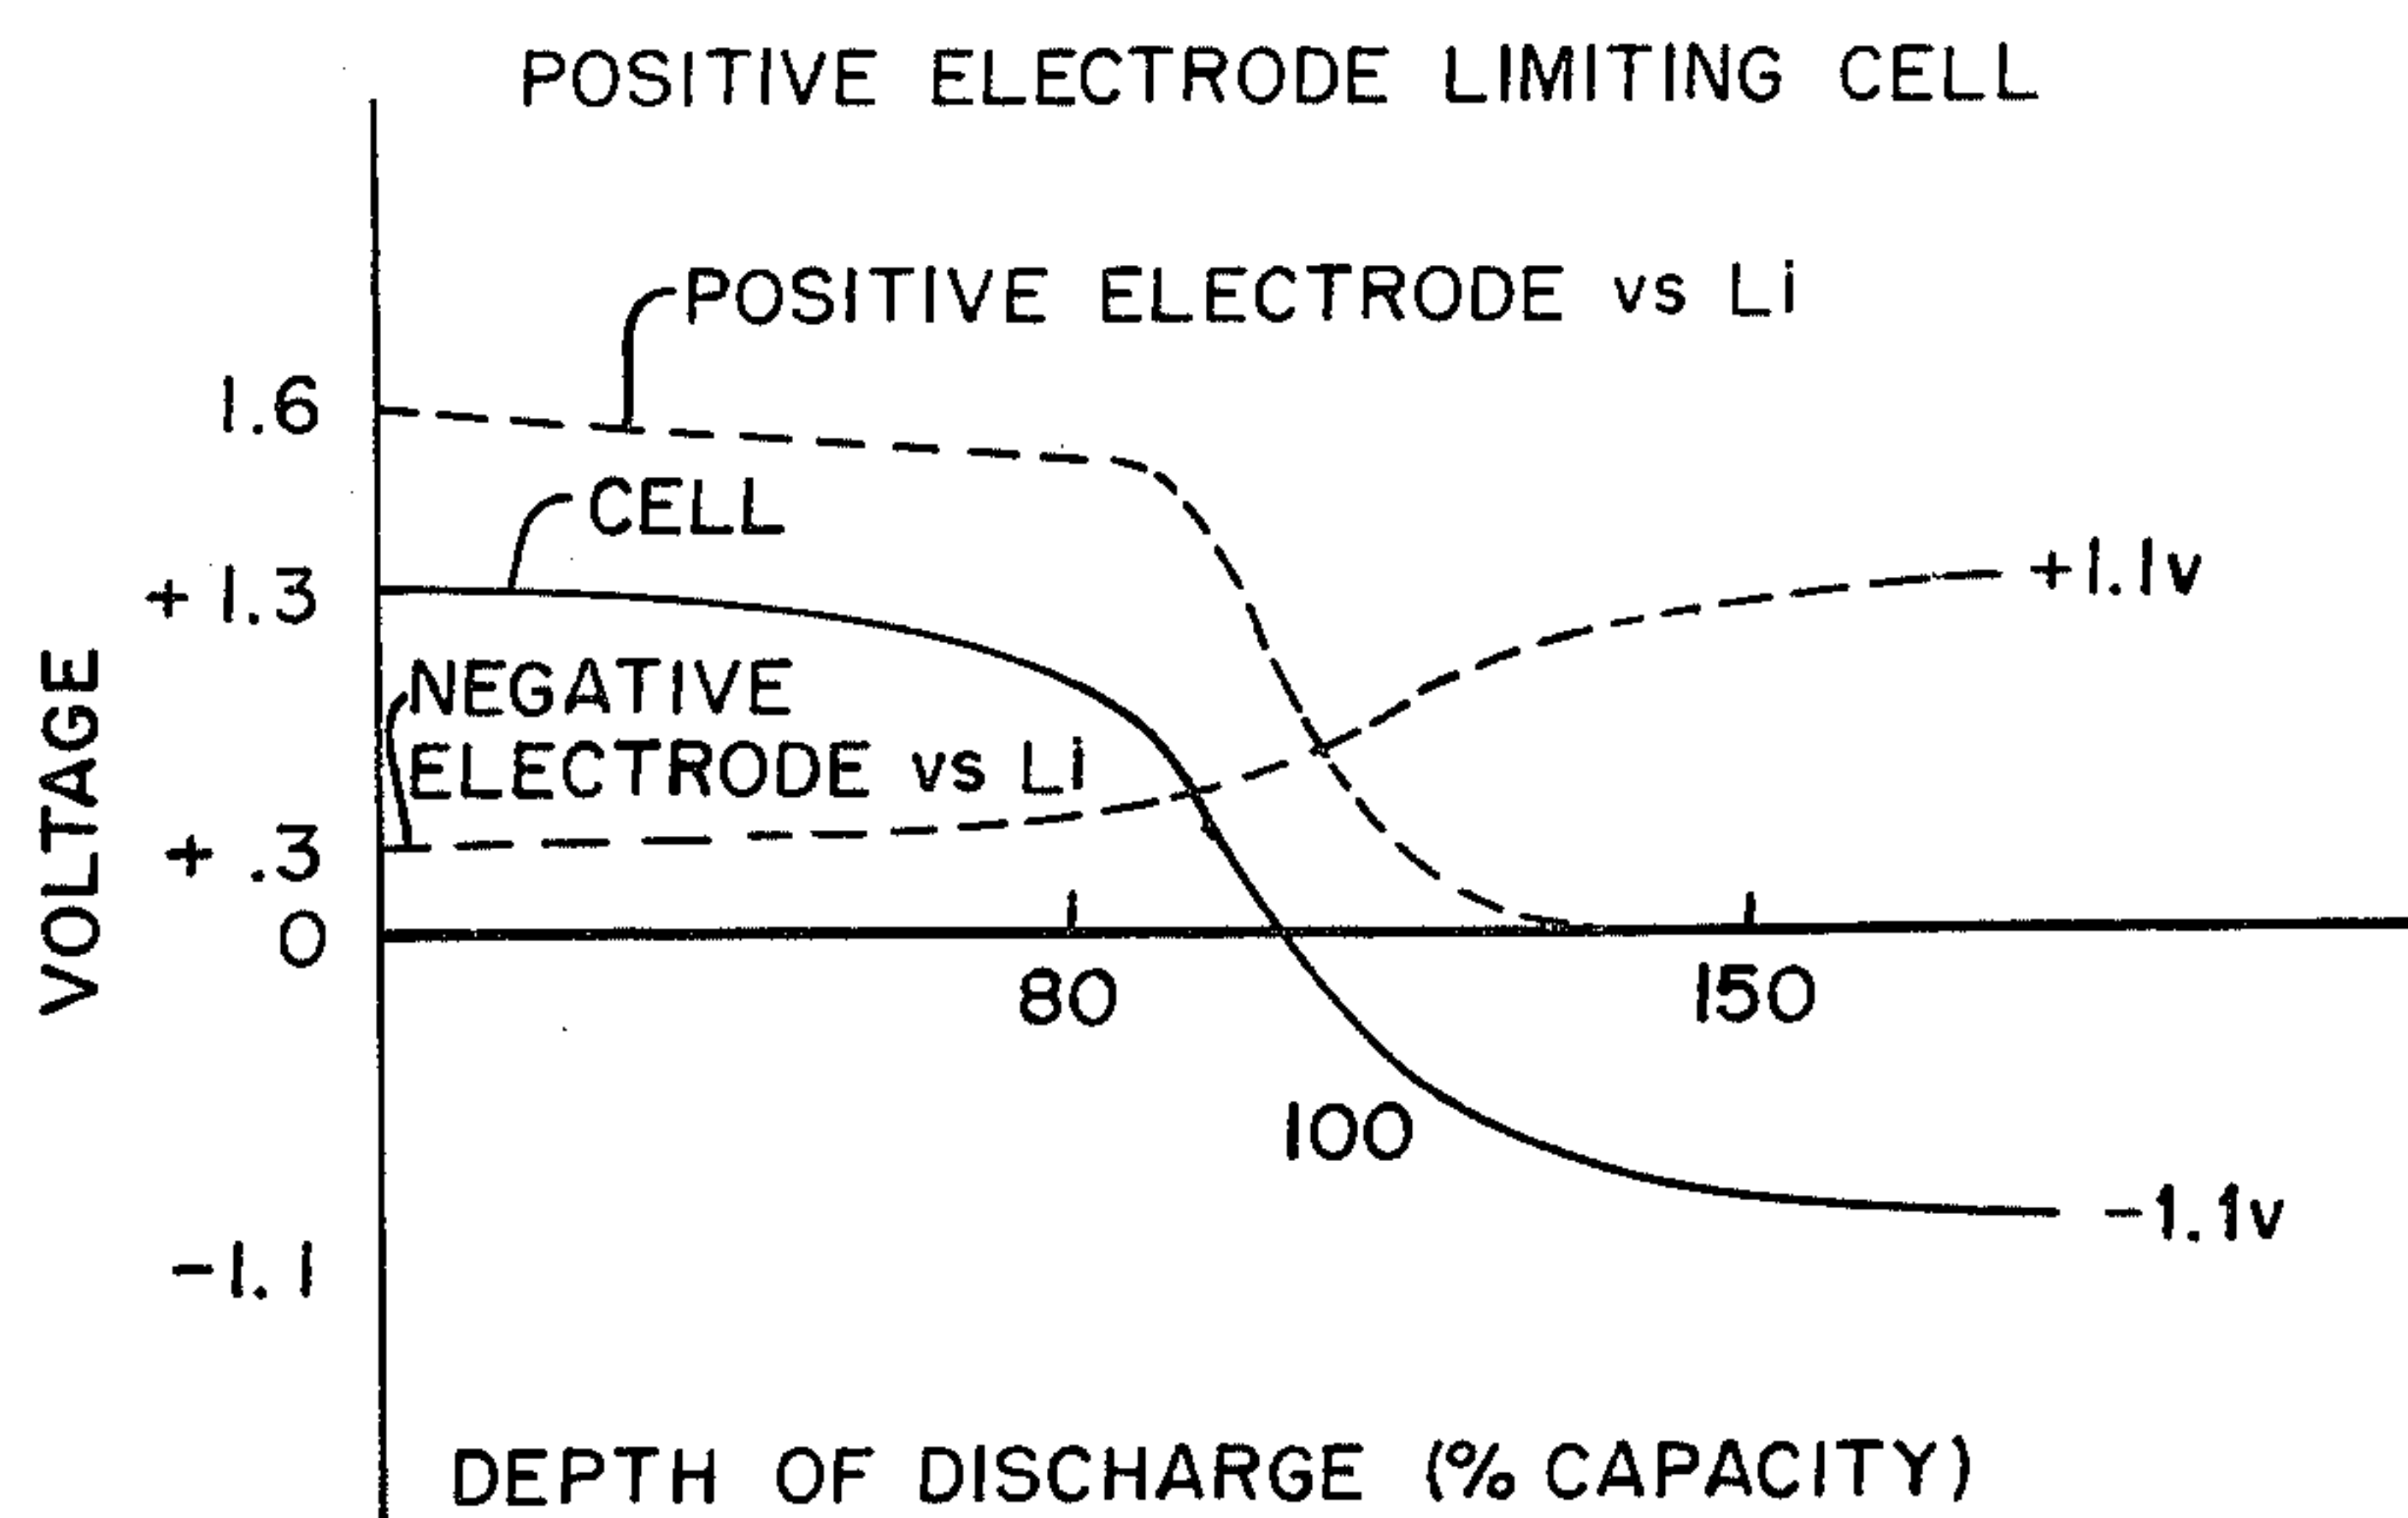 POSITIVE ELECTRODE LIMITING CELL
POSITIVE ELECTRODE vs Li
1.6
CELL
+1.1v
+ 1.3
NEGATIVE
ELECTRODE vs Li
+ .3
0
VOLTAGE
80
150
100
-1.1v
-1.1
DEPTH OF DISCHARGE (% CAPACITY)